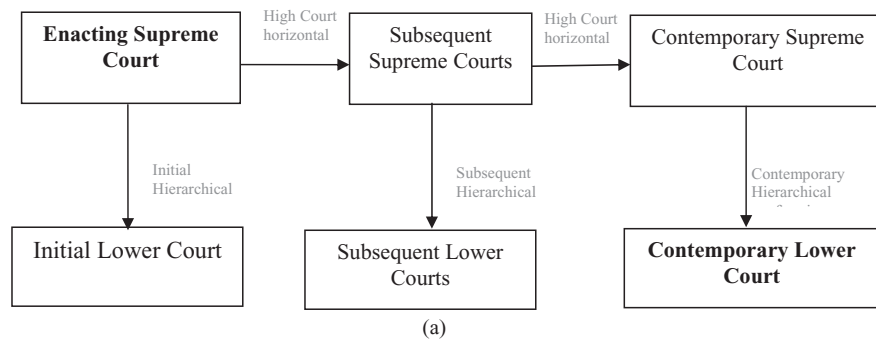 Enacting Supreme
Court
High Court
horizontal
Subsequent
Supreme Courts
High Court
horizontal
Contemporary Supreme
Court
Initial
Hierarchical
Subsequent
Hierarchical
Contemporary
Hierarchical
Initial Lower Court
Subsequent Lower
Courts
Contemporary Lower
Court
(a)